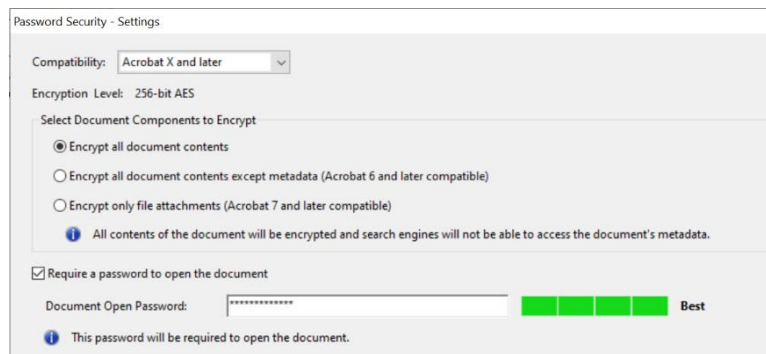 Password Security - Settings
Compatibility: Acrobat X and later
Encryption Level: 256-bit AES
Select Document Components to Encrypt
Encrypt all document contents
Encrypt all document contents except metadata (Acrobat 6 and later compatible)
Encrypt only file attachments (Acrobat 7 and later compatible)
All contents of the document will be encrypted and search engines will not be able to access the document's metadata.
Require a password to open the document
Document Open Password: ************* Best
This password will be required to open the document.